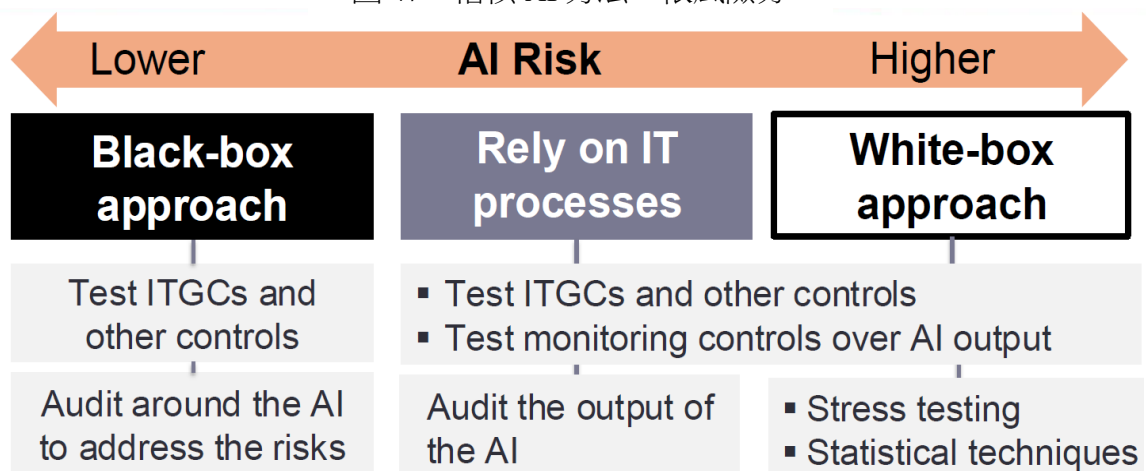 Lower AI Risk Higher
Black-box
approach
Rely on IT
processes
White-box
approach
Test ITGCs and
other controls
▪ Test ITGCs and other controls
▪ Test monitoring controls over AI output
Audit around the AI
to address the risks
Audit the output of
the AI
▪ Stress testing
▪ Statistical techniques